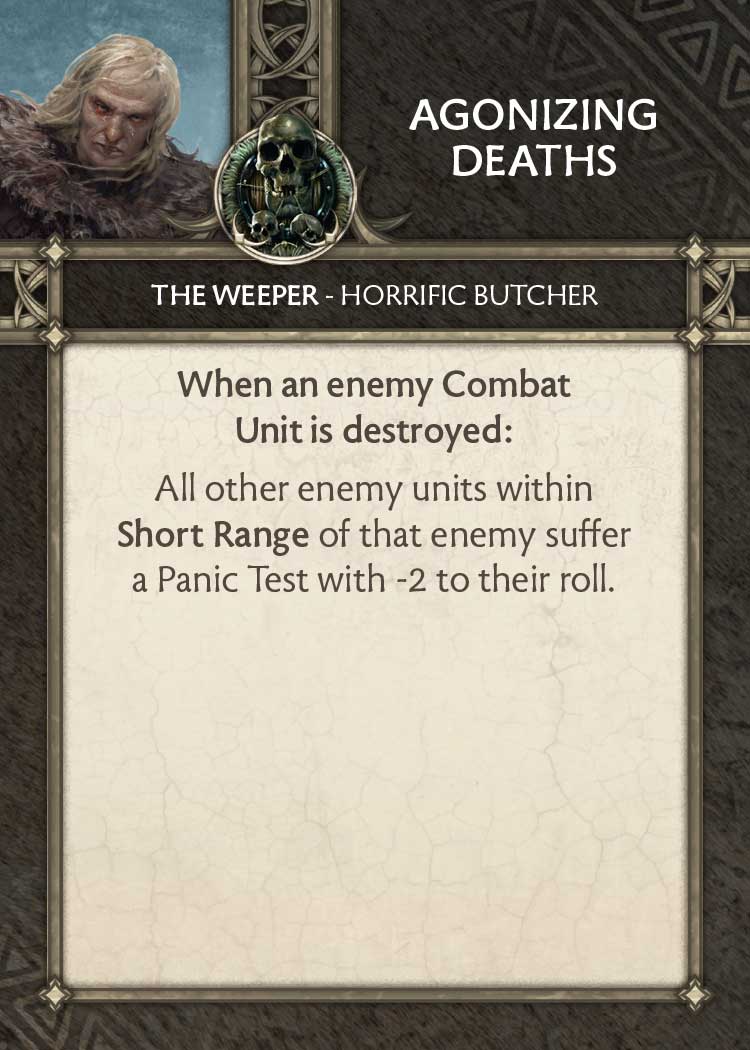 AGONIZING
DEATHS
THE WEEPER - HORRIFIC BUTCHER
When an enemy Combat
Unit is destroyed:
All other enemy units within
Short Range of that enemy suffer
a Panic Test with -2 to their roll.